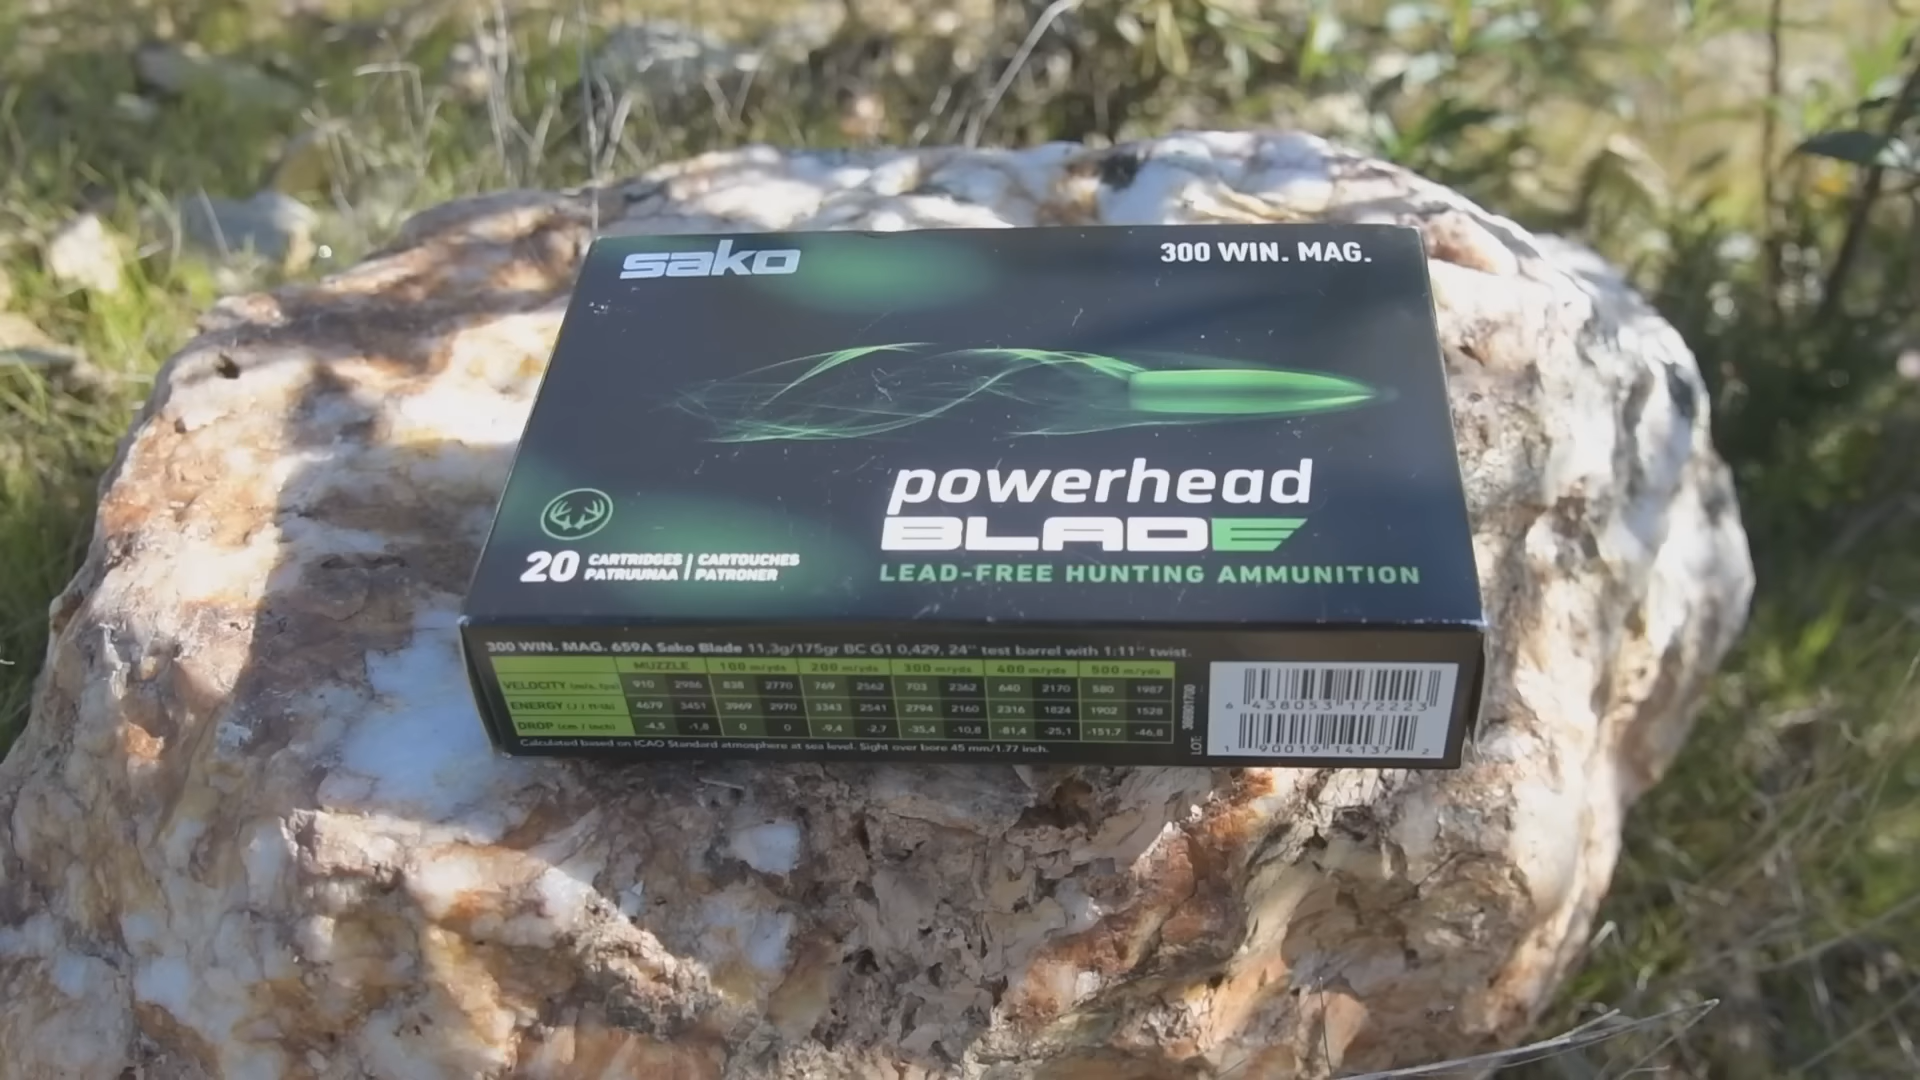 sako
300 WIN. MAG.
powerhead
BLADE
LEAD-FREE HUNTING AMMUNITION
20 CARTRIDGES | CARTOUCHES
PATRUUNAA | PATRONER
300 WIN. MAG. 659A Sako Blade 11,3g/175gr BC G1 0,429, 24" test barrel with 1:11" twist.
MUZZLE 100 m/yds 200 m/yds 300 m/yds 400 m/yds 500 m/yds
VELOCITY (m/s, fps) 910 2986 838 2770 769 2562 703 2362 640 2170 580 1987
ENERGY (J / ft-lb) 4679 3451 3969 2970 3343 2541 2794 2160 2316 1824 1902 1528
DROP (cm / inch) -4,5 -1,8 0 0 -9,4 -2,7 -35,4 -10,8 -81,4 -25,1 -151,7 -46,8
Calculated based on ICAO Standard atmosphere at sea level. Sight over bore 45 mm/1.77 inch.
LOT:
6 438053 172223
1 90019 14137 2